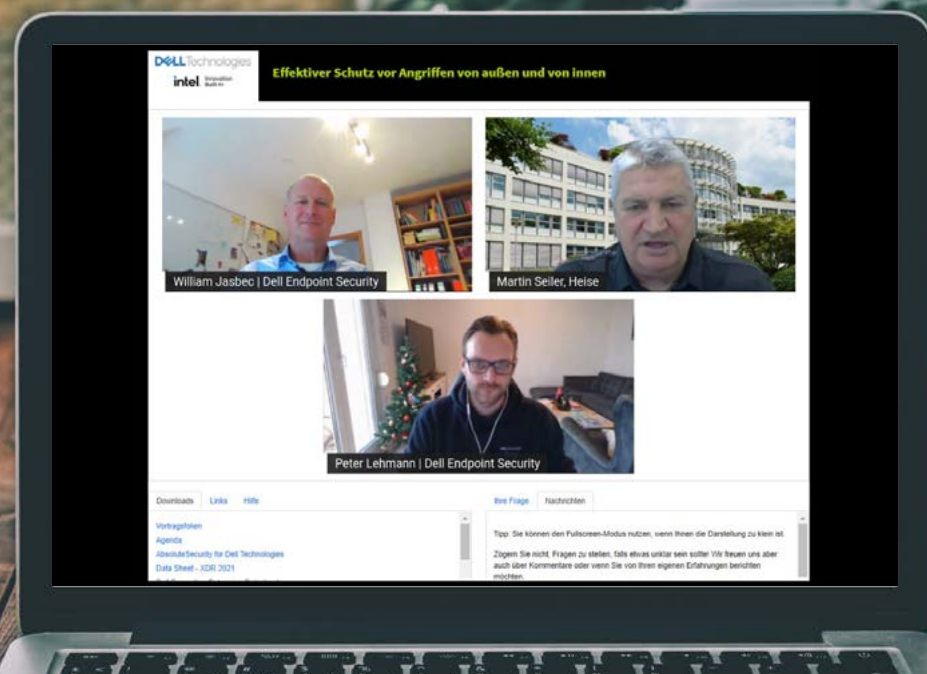 DELL Technologies
intel. Innovation Built-In
Effektiver Schutz vor Angriffen von außen und von innen
William Jasbec | Dell Endpoint Security
Martin Seiler, Heise
Peter Lehmann | Dell Endpoint Security
Downloads Links Hilfe
Vortragsfolien
Agenda
AbsoluteSecurity for Dell Technologies
Data Sheet - XDR 2021
Ihre Frage Nachrichten
Tipp: Sie können den Fullscreen-Modus nutzen, wenn Ihnen die Darstellung zu klein ist.
Zögern Sie nicht, Fragen zu stellen, falls etwas unklar sein sollte! Wir freuen uns aber
auch über Kommentare oder wenn Sie von Ihren eigenen Erfahrungen berichten
möchten.